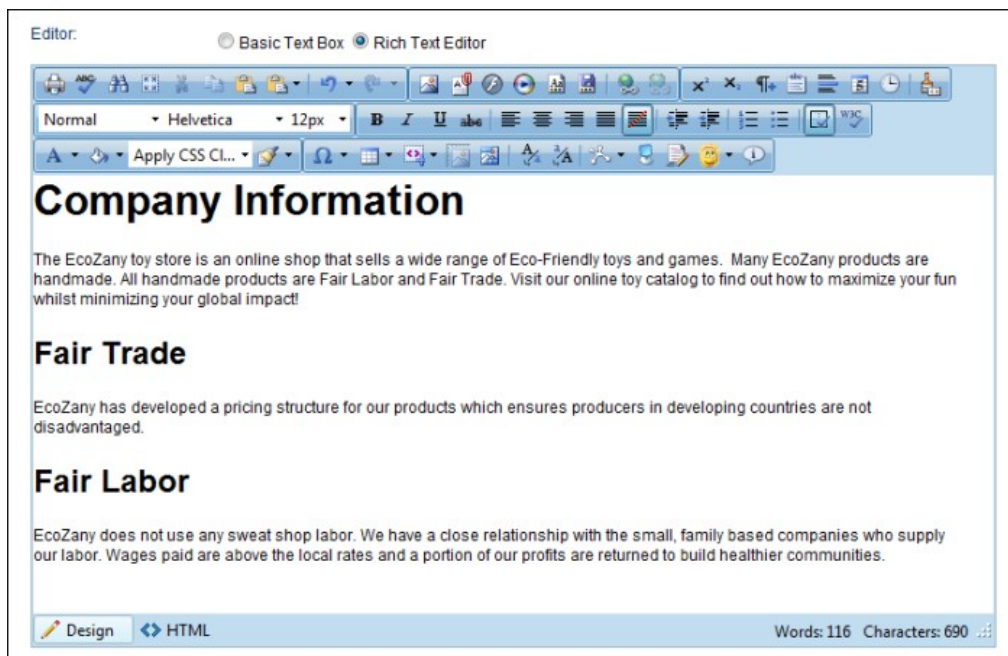 Editor:
Basic Text Box Rich Text Editor
ABC
Normal Helvetica 12px B I U abc W3C
A Apply CSS Cl... Ω
Company Information
The EcoZany toy store is an online shop that sells a wide range of Eco-Friendly toys and games. Many EcoZany products are
handmade. All handmade products are Fair Labor and Fair Trade. Visit our online toy catalog to find out how to maximize your fun
whilst minimizing your global impact!
Fair Trade
EcoZany has developed a pricing structure for our products which ensures producers in developing countries are not
disadvantaged.
Fair Labor
EcoZany does not use any sweat shop labor. We have a close relationship with the small, family based companies who supply
our labor. Wages paid are above the local rates and a portion of our profits are returned to build healthier communities.
Design HTML Words: 116 Characters: 690